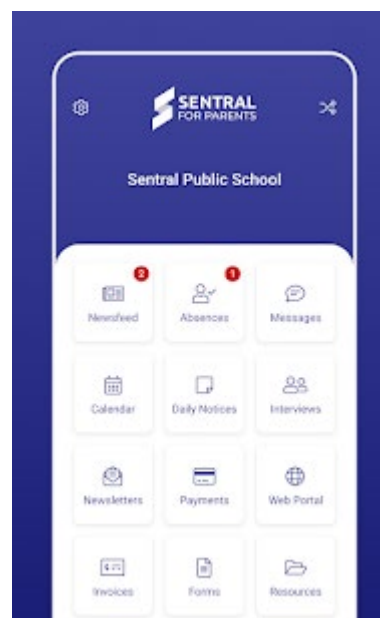 SENTRAL
FOR PARENTS
Sentral Public School
2
1
Newsfeed
Absences
Messages
Calendar
Daily Notices
Interviews
Newsletters
Payments
Web Portal
Invoices
Forms
Resources